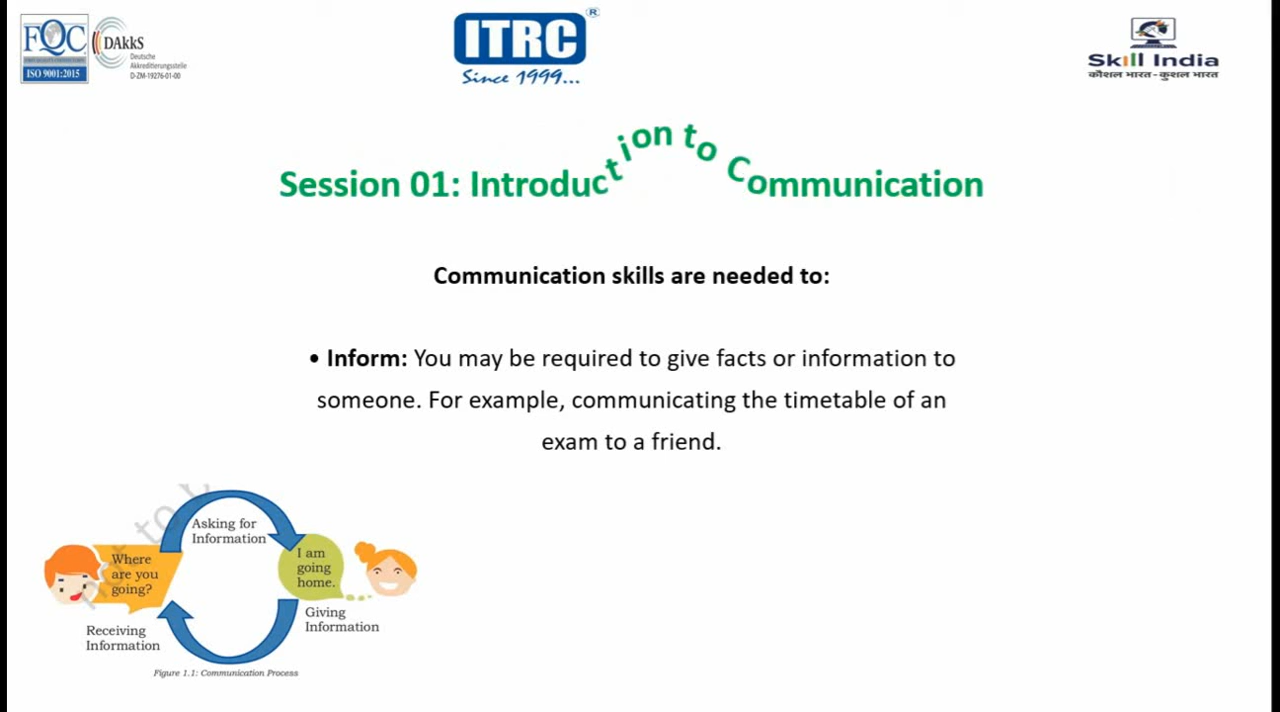 FQC
ISO 9001:2015
DAkkS
Deutsche
Akkreditierungsstelle
D-ZM-19276-01-00
ITRC®
Since 1999...
Skill India
कौशल भारत - कुशल भारत
Session 01: Introduction to Communication
Communication skills are needed to:
• Inform: You may be required to give facts or information to
someone. For example, communicating the timetable of an
exam to a friend.
Asking for
Information
Where
are you
going?
I am
going
home.
Giving
Information
Receiving
Information
Figure 1.1: Communication Process